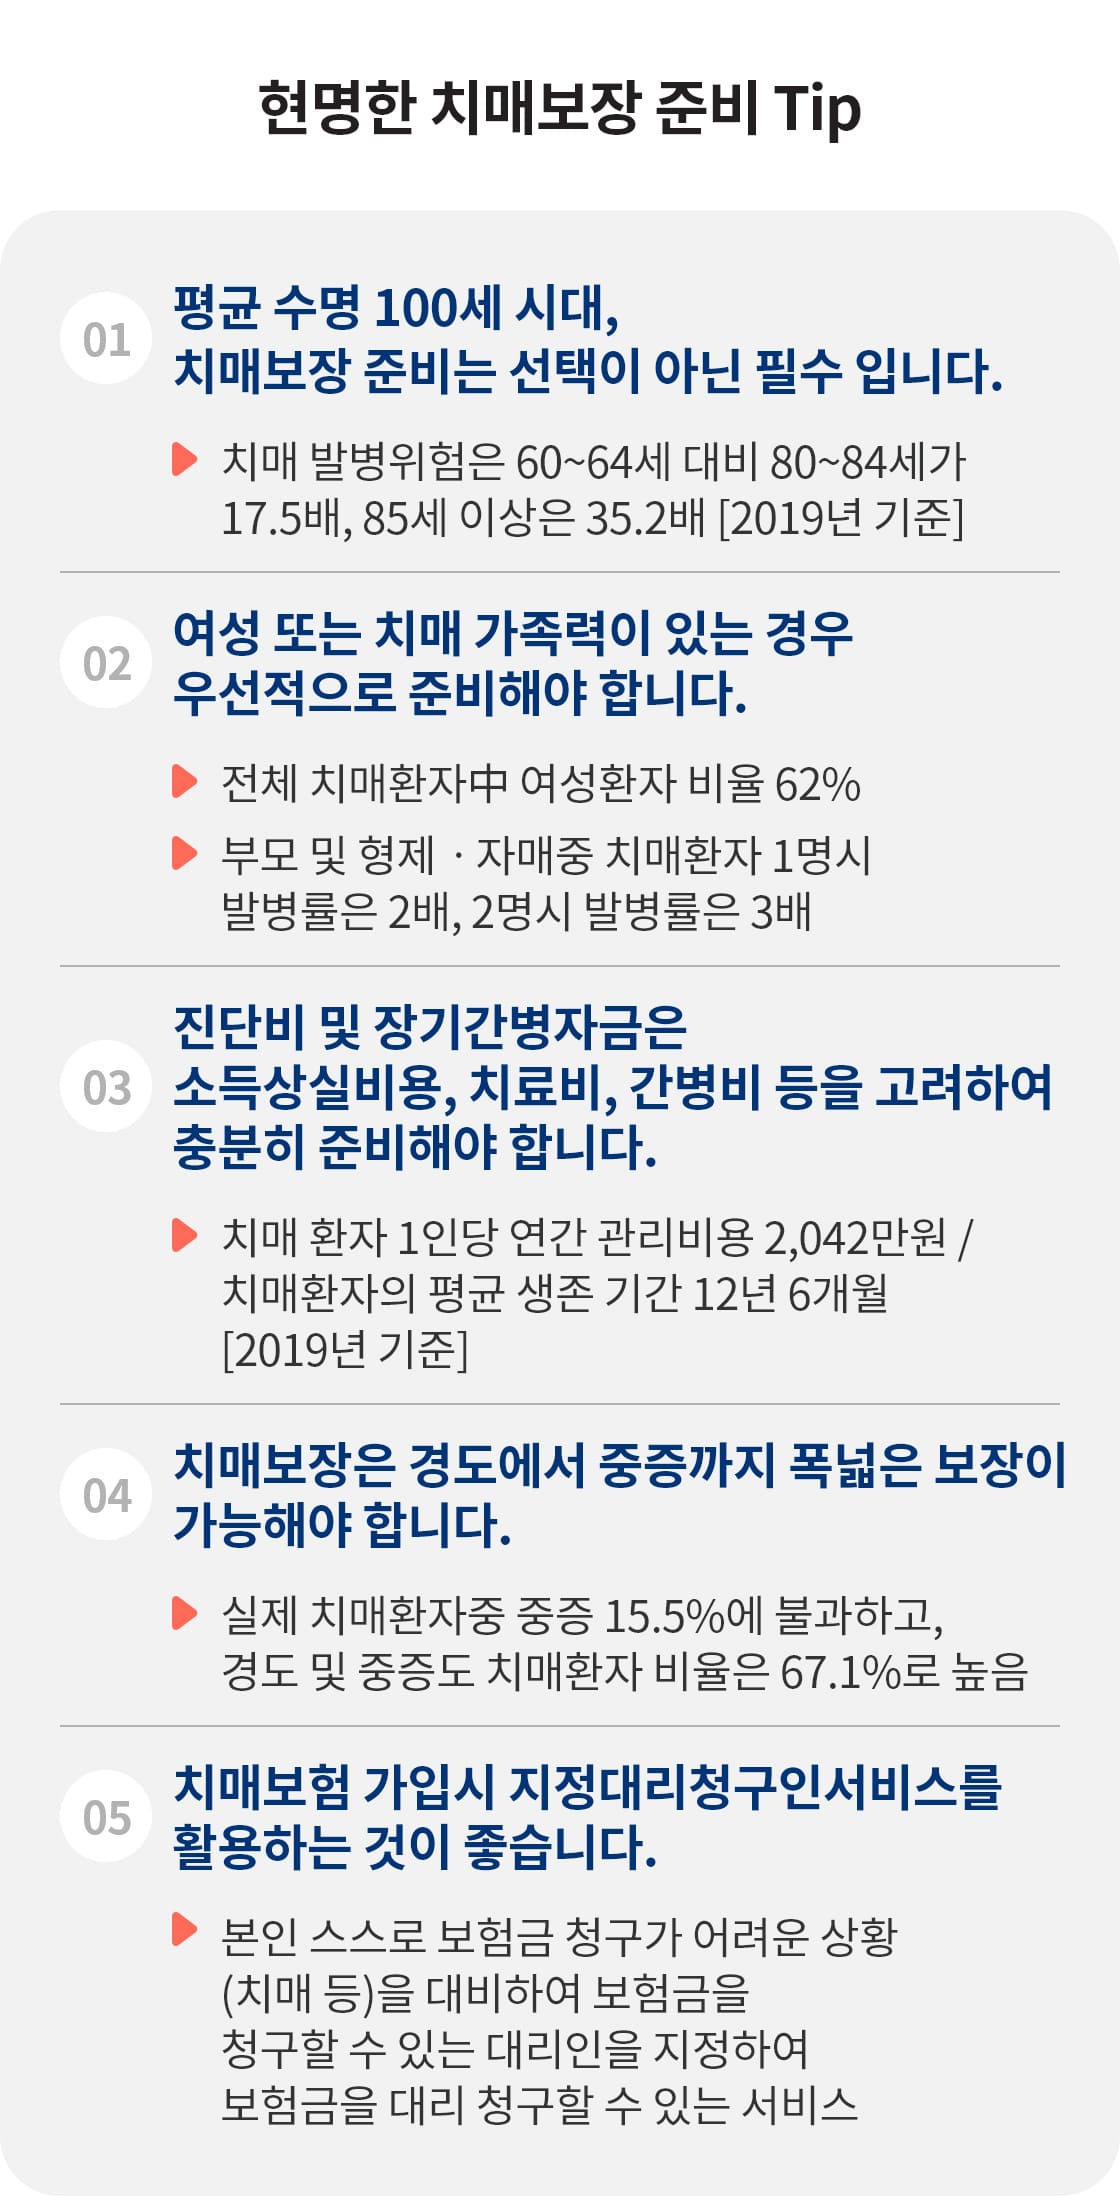 현명한 치매보장 준비 Tip
01
평균 수명 100세 시대,
치매보장 준비는 선택이 아닌 필수 입니다.
치매 발병위험은 60~64세 대비 80~84세가
17.5배, 85세 이상은 35.2배 [2019년 기준]
02
여성 또는 치매 가족력이 있는 경우
우선적으로 준비해야 합니다.
전체 치매환자中 여성환자 비율 62%
부모 및 형제 · 자매중 치매환자 1명시
발병률은 2배, 2명시 발병률은 3배
03
진단비 및 장기간병자금은
소득상실비용, 치료비, 간병비 등을 고려하여
충분히 준비해야 합니다.
치매 환자 1인당 연간 관리비용 2,042만원 /
치매환자의 평균 생존 기간 12년 6개월
[2019년 기준]
04
치매보장은 경도에서 중증까지 폭넓은 보장이
가능해야 합니다.
실제 치매환자중 중증 15.5%에 불과하고,
경도 및 중증도 치매환자 비율은 67.1%로 높음
05
치매보험 가입시 지정대리청구인서비스를
활용하는 것이 좋습니다.
본인 스스로 보험금 청구가 어려운 상황
(치매 등)을 대비하여 보험금을
청구할 수 있는 대리인을 지정하여
보험금을 대리 청구할 수 있는 서비스